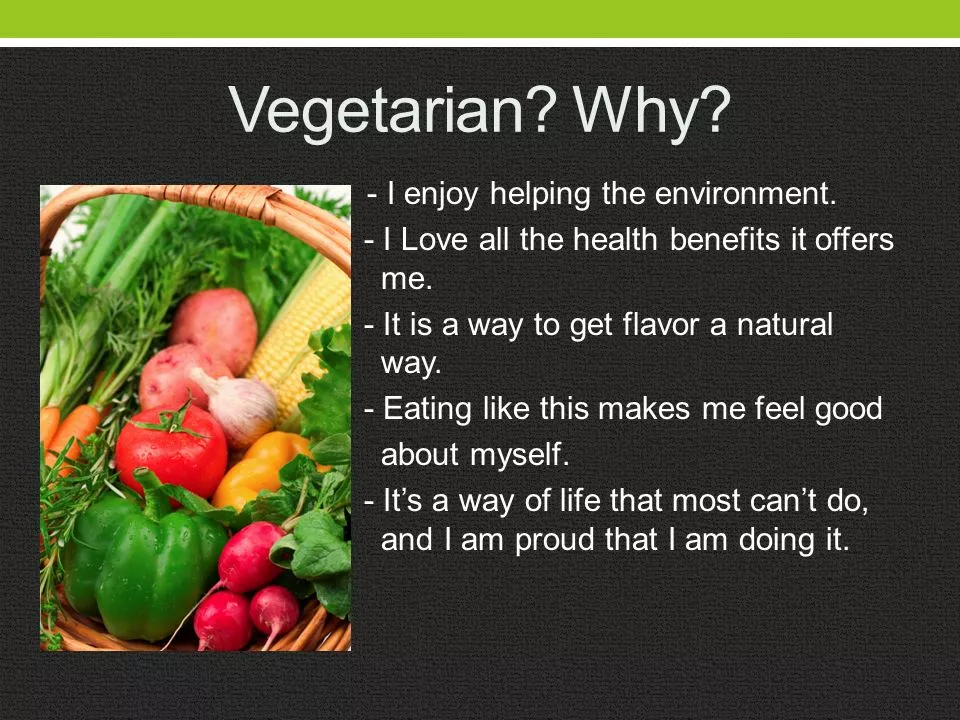 Vegetarian? Why?
- I enjoy helping the environment.
- I Love all the health benefits it offers
me.
- It is a way to get flavor a natural
way.
- Eating like this makes me feel good
about myself.
- It’s a way of life that most can’t do,
and I am proud that I am doing it.